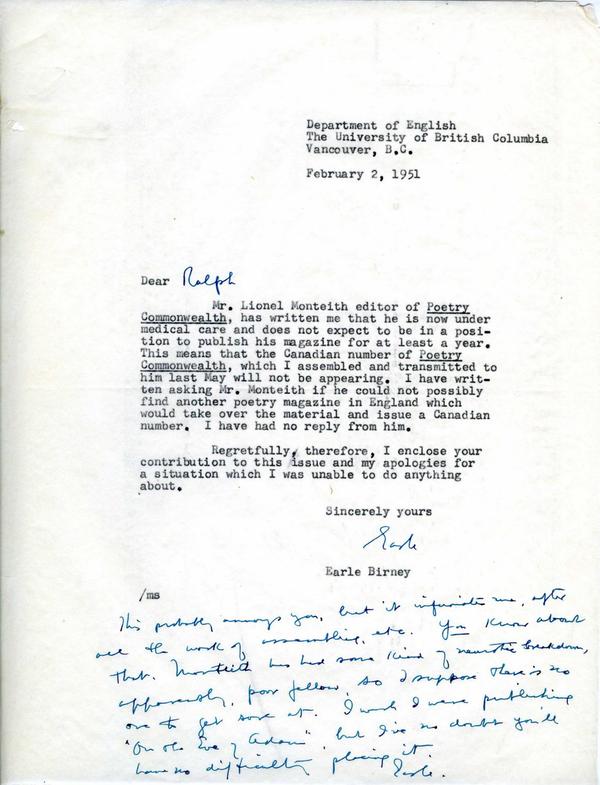 Department of English
The University of British Columbia
Vancouver, B.C.
February 2, 1951
Dear Ralph
Mr. Lionel Monteith editor of Poetry
Commonwealth, has written me that he is now under
medical care and does not expect to be in a posi-
tion to publish his magazine for at least a year.
This means that the Canadian number of Poetry
Commonwealth, which I assembled and transmitted to
him last May will not be appearing. I have writ-
ten asking Mr. Monteith if he could not possibly
find another poetry magazine in England which
would take over the material and issue a Canadian
number. I have had no reply from him.
Regretfully, therefore, I enclose your
contribution to this issue and my apologies for
a situation which I was unable to do anything
about.
Sincerely yours
Earle
Earle Birney
/ms
This probably annoys you, but it infuriates me, after
all the work of assembling, etc. You know about
that. Monteith has had some kind of neurotic breakdown,
apparently, poor fellow, so I suppose there is no
one to get sore at. I wish I were publishing
"On the Eve of Adam", but I've no doubt you'll
have no difficulty placing it.
Earle.